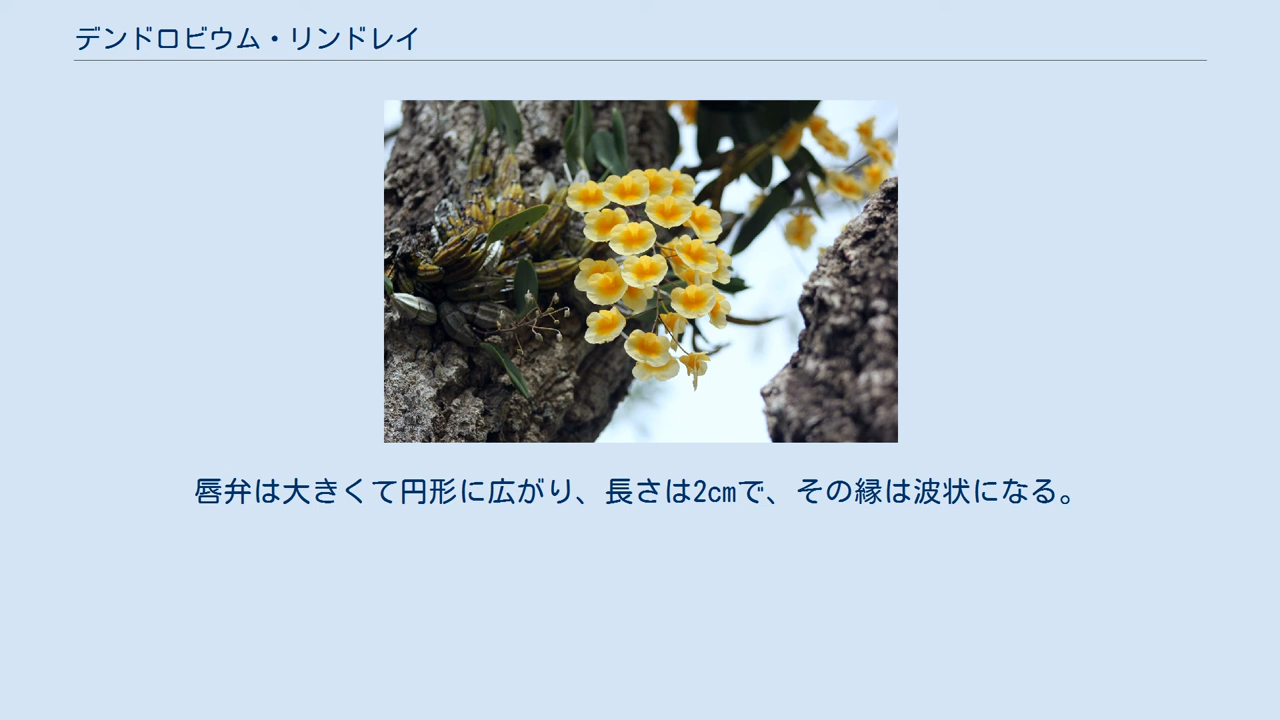 デンドロビウム・リンドレイ
唇弁は大きくて円形に広がり、長さは2cmで、その縁は波状になる。